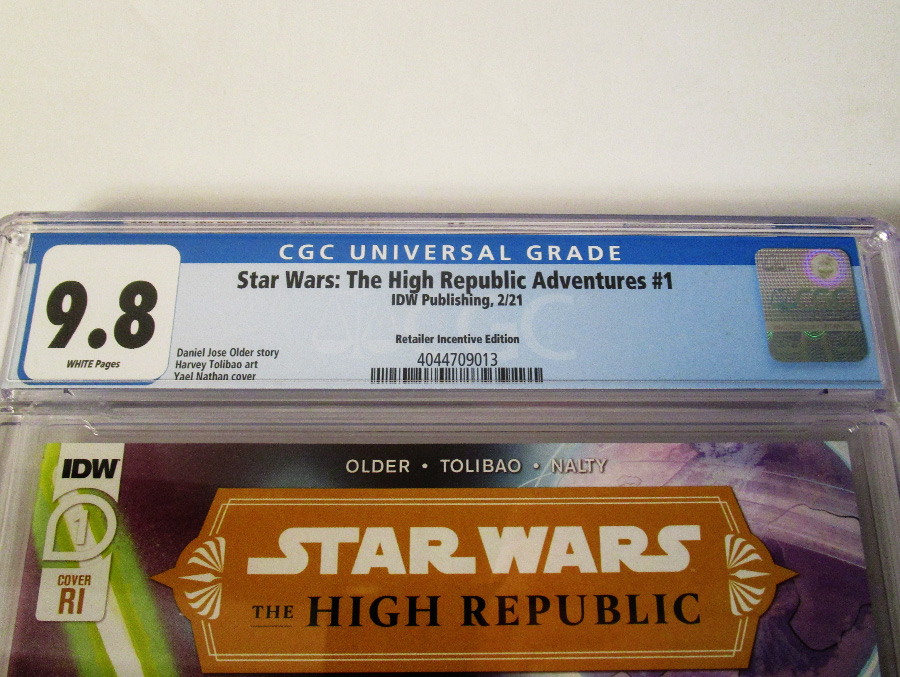 CGC UNIVERSAL GRADE
9.8
WHITE Pages
Star Wars: The High Republic Adventures #1
IDW Publishing, 2/21
Retailer Incentive Edition
4044709013
Daniel Jose Older story
Harvey Tolibao art
Yael Nathan cover
IDW
1
COVER
RI
OLDER • TOLIBAO • NALTY
STAR WARS
THE HIGH REPUBLIC